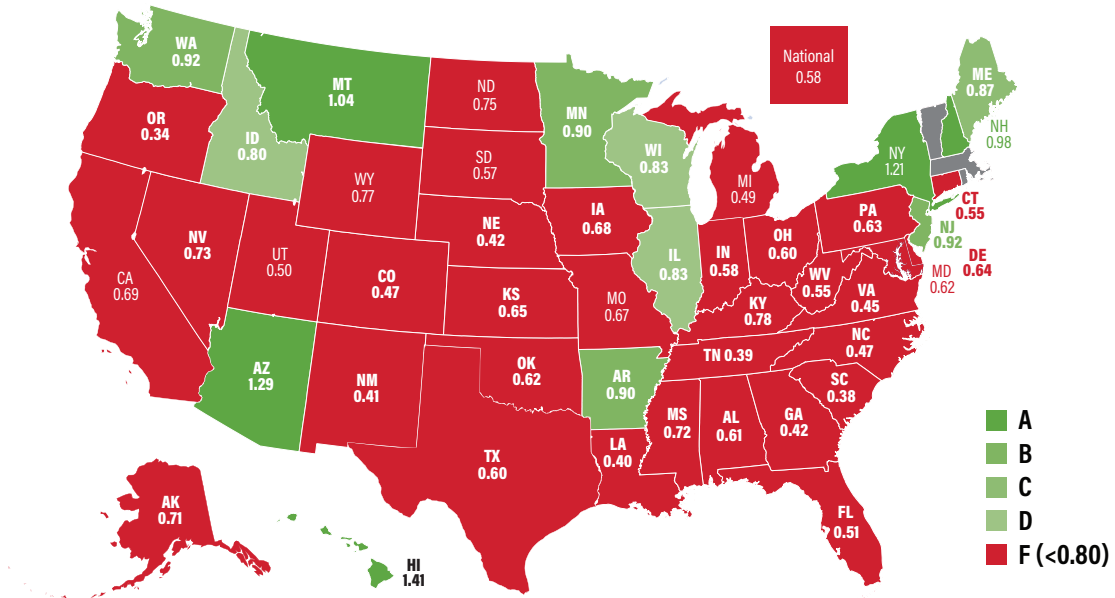 WA
0.92
MT
1.04
ND
0.75
MN
0.90
National
0.58
ME
0.87
OR
0.34
ID
0.80
SD
0.57
WI
0.83
NH
0.98
NY
1.21
WY
0.77
MI
0.49
CT
0.55
NE
0.42
IA
0.68
PA
0.63
NJ
0.92
NV
0.73
UT
0.50
CO
0.47
IL
0.83
IN
0.58
OH
0.60
DE
0.64
MD
0.62
CA
0.69
KS
0.65
MO
0.67
WV
0.55
VA
0.45
KY
0.78
NC
0.47
TN 0.39
AZ
1.29
NM
0.41
OK
0.62
AR
0.90
SC
0.38
MS
0.72
AL
0.61
GA
0.42
LA
0.40
TX
0.60
AK
0.71
FL
0.51
HI
1.41
A
B
C
D
F (<0.80)